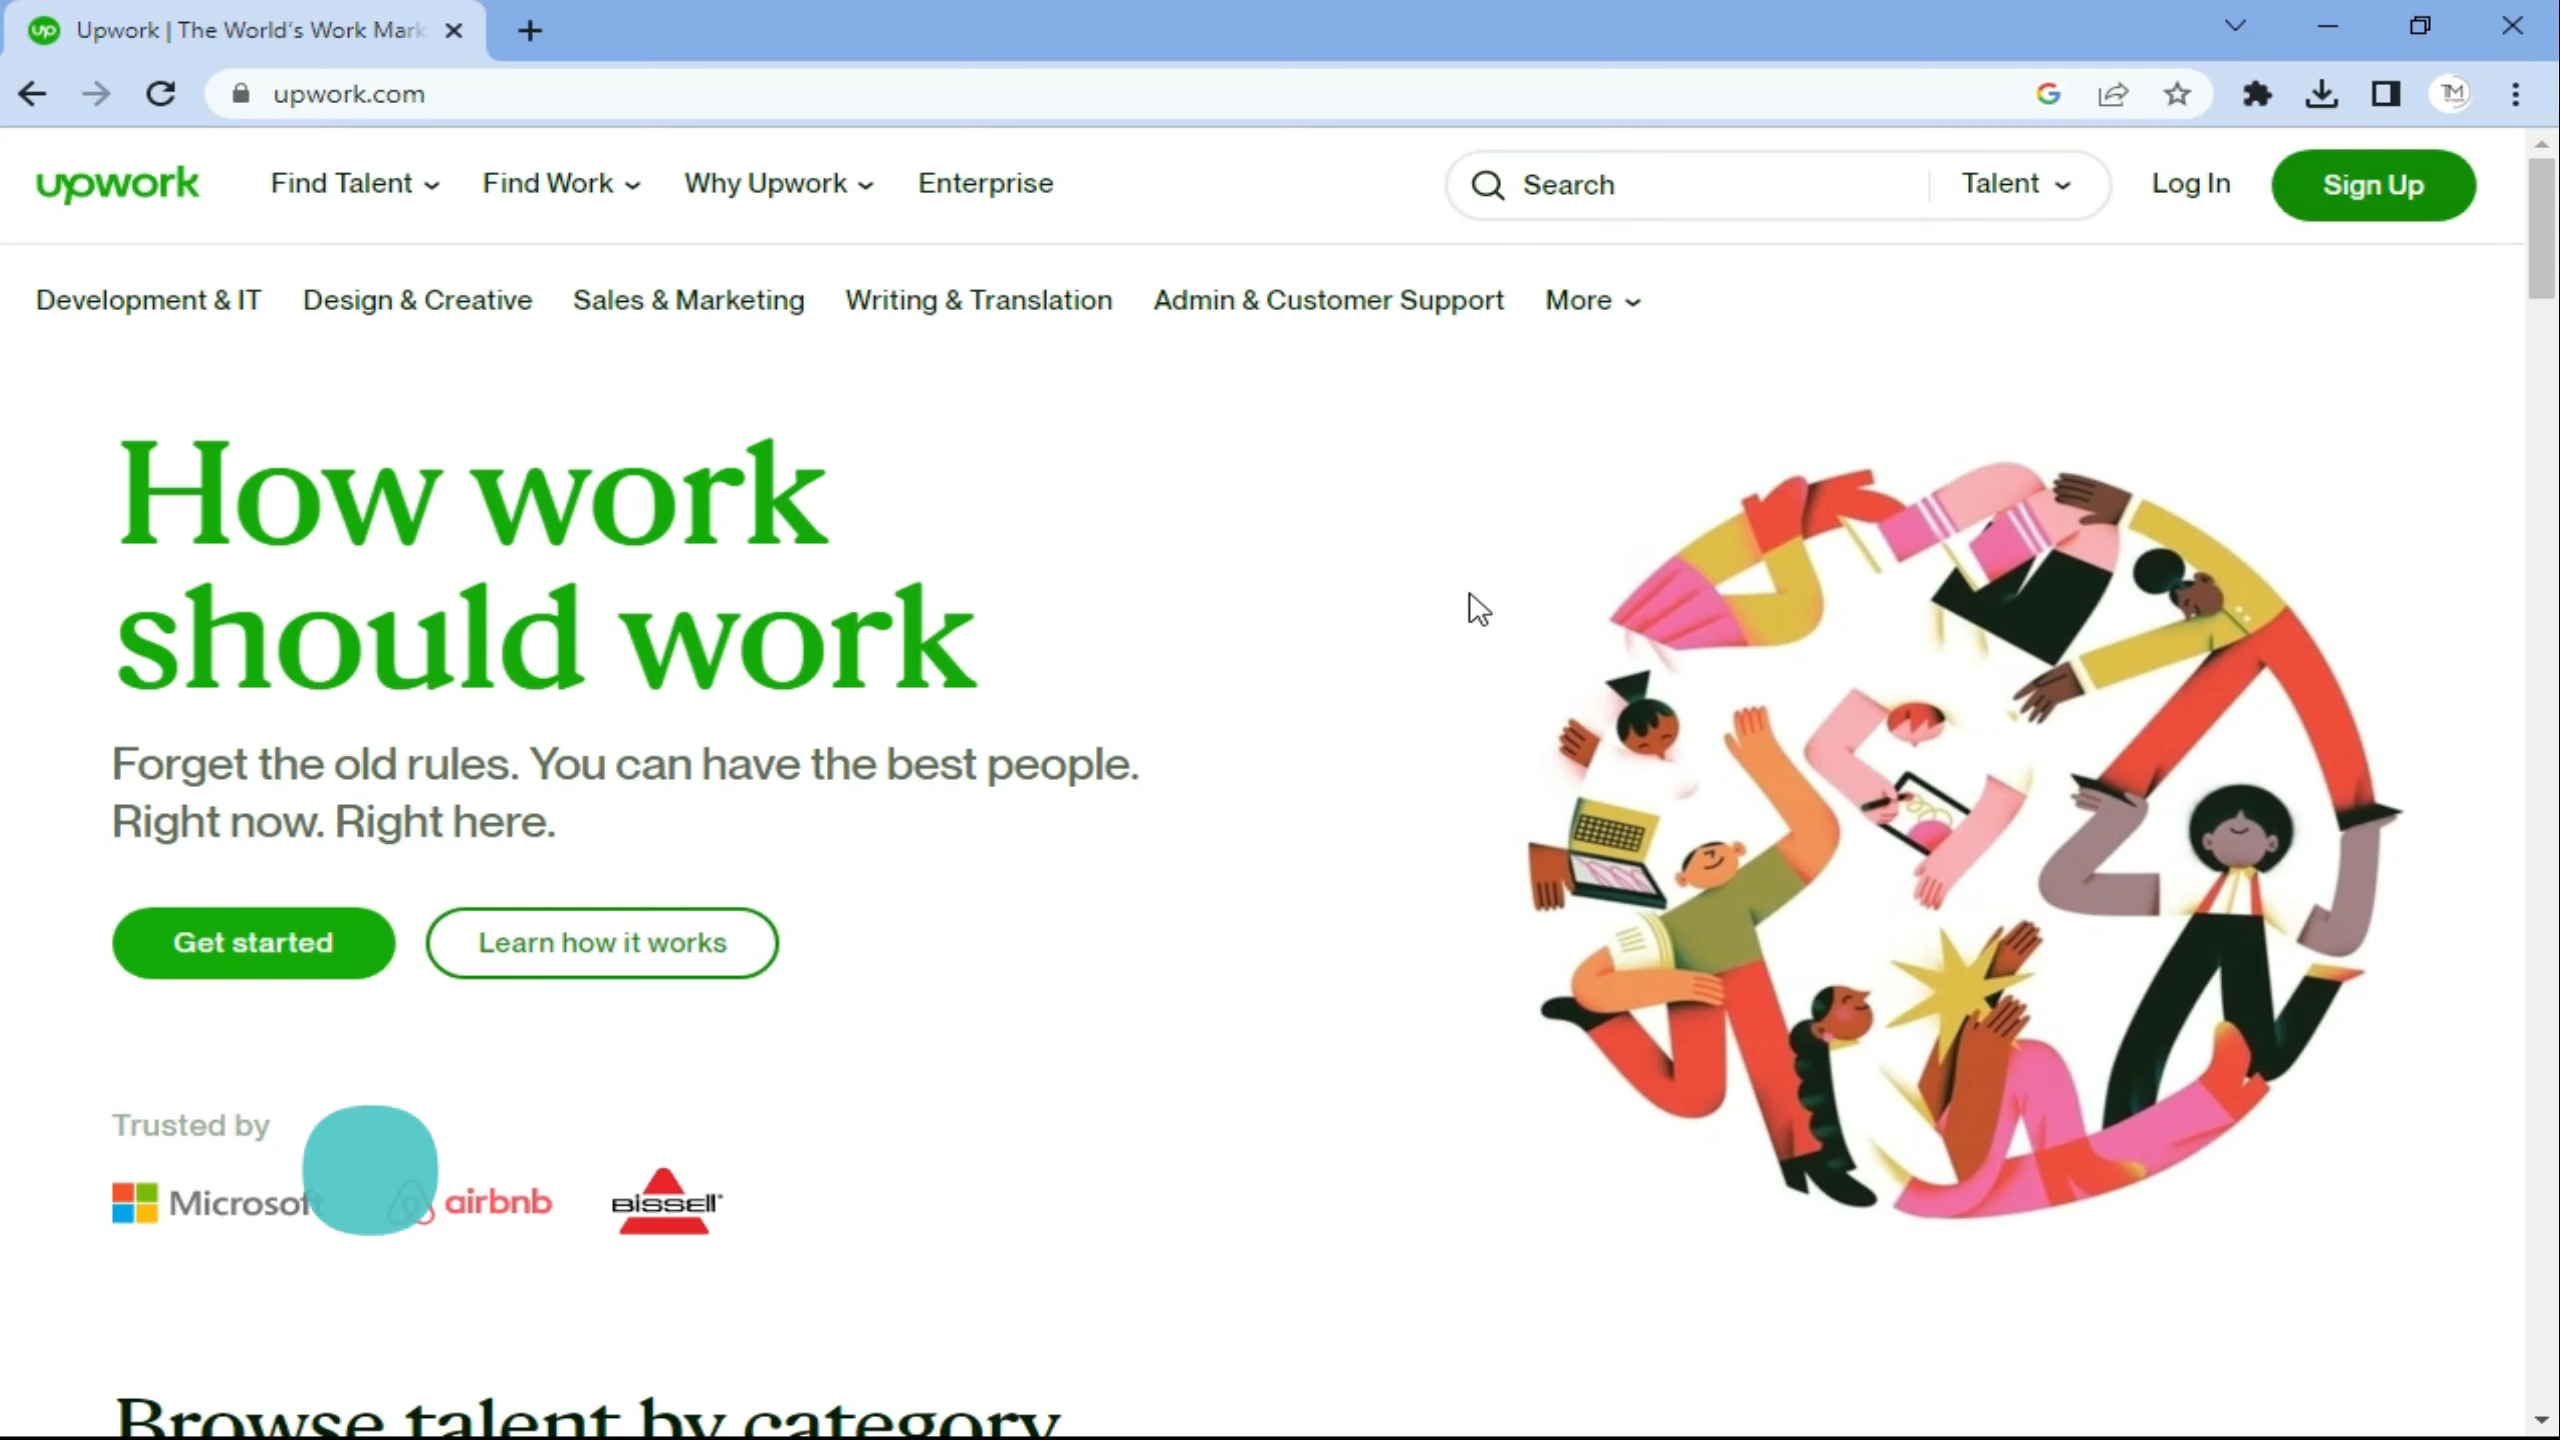 Upwork | The World's Work Mark
upwork.com
upwork
Find Talent
Find Work
Why Upwork
Enterprise
Search
Talent
Log In
Sign Up
Development & IT
Design & Creative
Sales & Marketing
Writing & Translation
Admin & Customer Support
More
How work
should work
Forget the old rules. You can have the best people.
Right now. Right here.
Get started
Learn how it works
Trusted by
Microsoft
airbnb
BISSELL
Browse talent by category